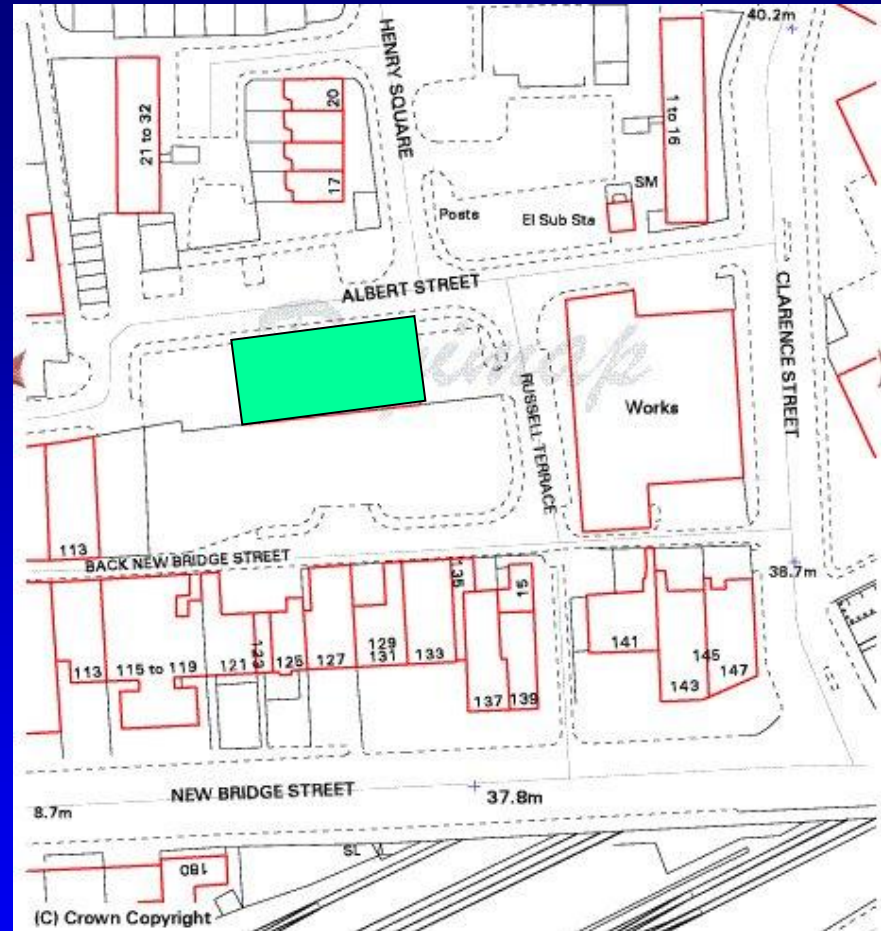 40.2m
HENRY SQUARE
21 to 32
20
17
1 to 16
SM
Posts
El Sub Sta
ALBERT STREET
CLARENCE STREET
RUSSELL TERRACE
Works
113
BACK NEW BRIDGE STREET
38.7m
135
15
113
115 to 119
121
123
125
127
129
131
133
137
139
141
143
145
147
NEW BRIDGE STREET
37.8m
8.7m
SL
180
(C) Crown Copyright